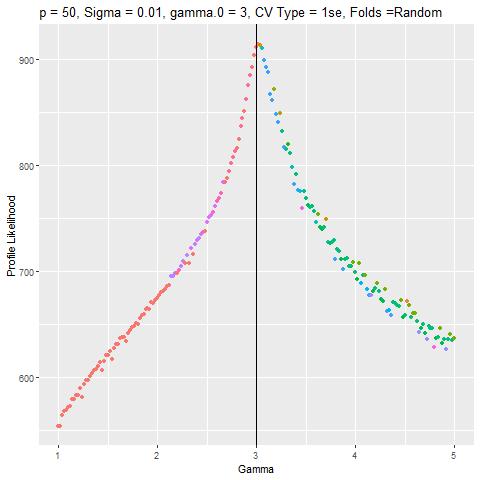 p = 50, Sigma = 0.01, gamma.0 = 3, CV Type = 1se, Folds =Random
900
800
700
600
Profile Likelihood
1 2 3 4 5
Gamma